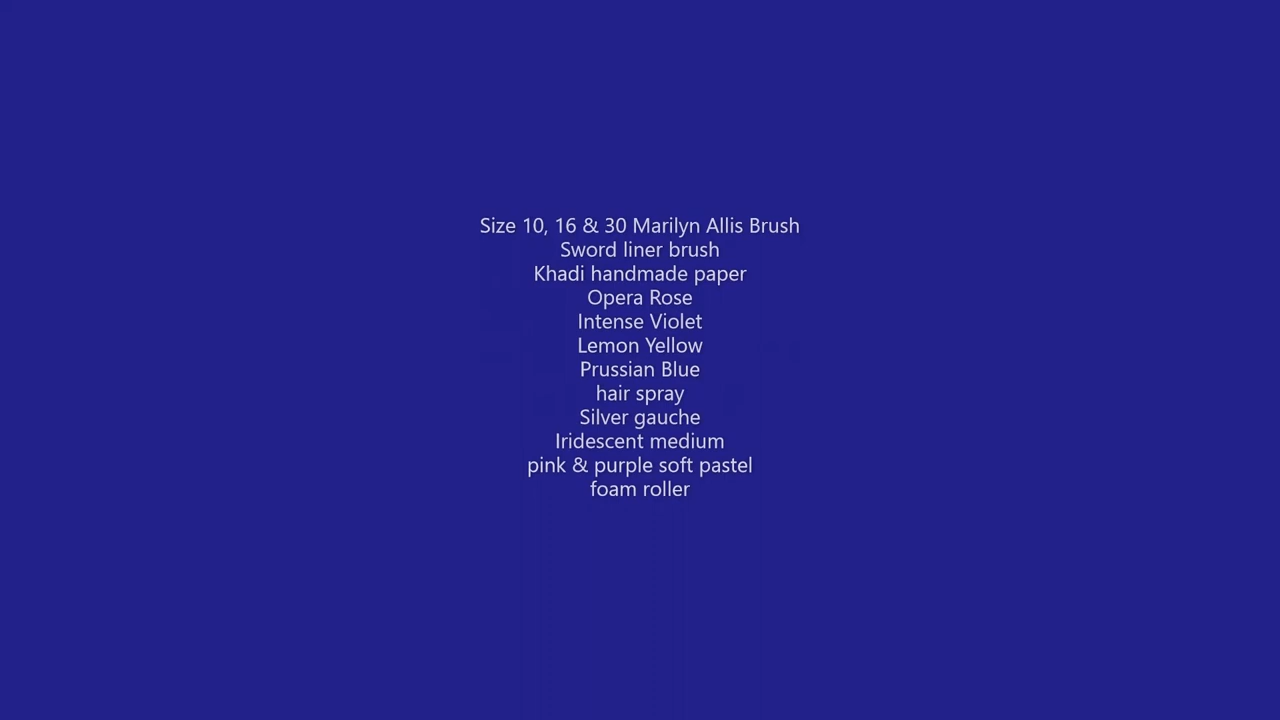 Size 10, 16 & 30 Marilyn Allis Brush
Sword liner brush
Khadi handmade paper
Opera Rose
Intense Violet
Lemon Yellow
Prussian Blue
hair spray
Silver gauche
Iridescent medium
pink & purple soft pastel
foam roller